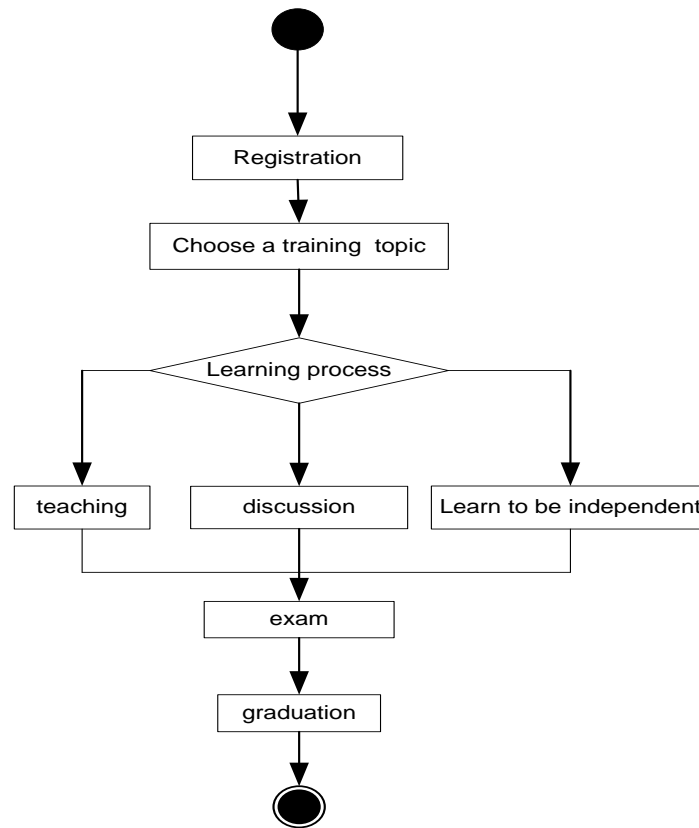 Registration
Choose a training topic
Learning process
teaching
discussion
Learn to be independent
exam
graduation